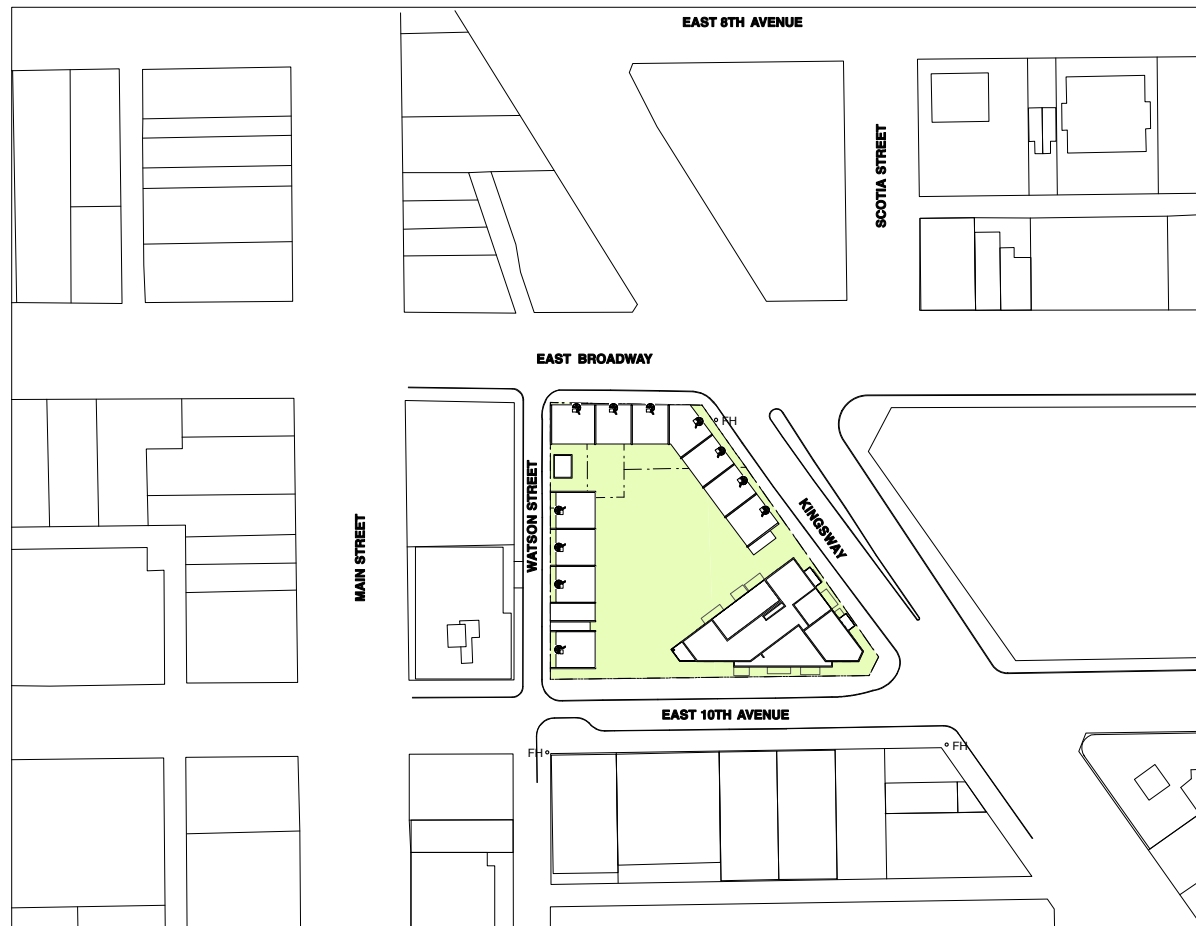 EAST 8TH AVENUE
SCOTIA STREET
EAST BROADWAY
FH
WATSON STREET
KINGSWAY
MAIN STREET
EAST 10TH AVENUE
FH
FH